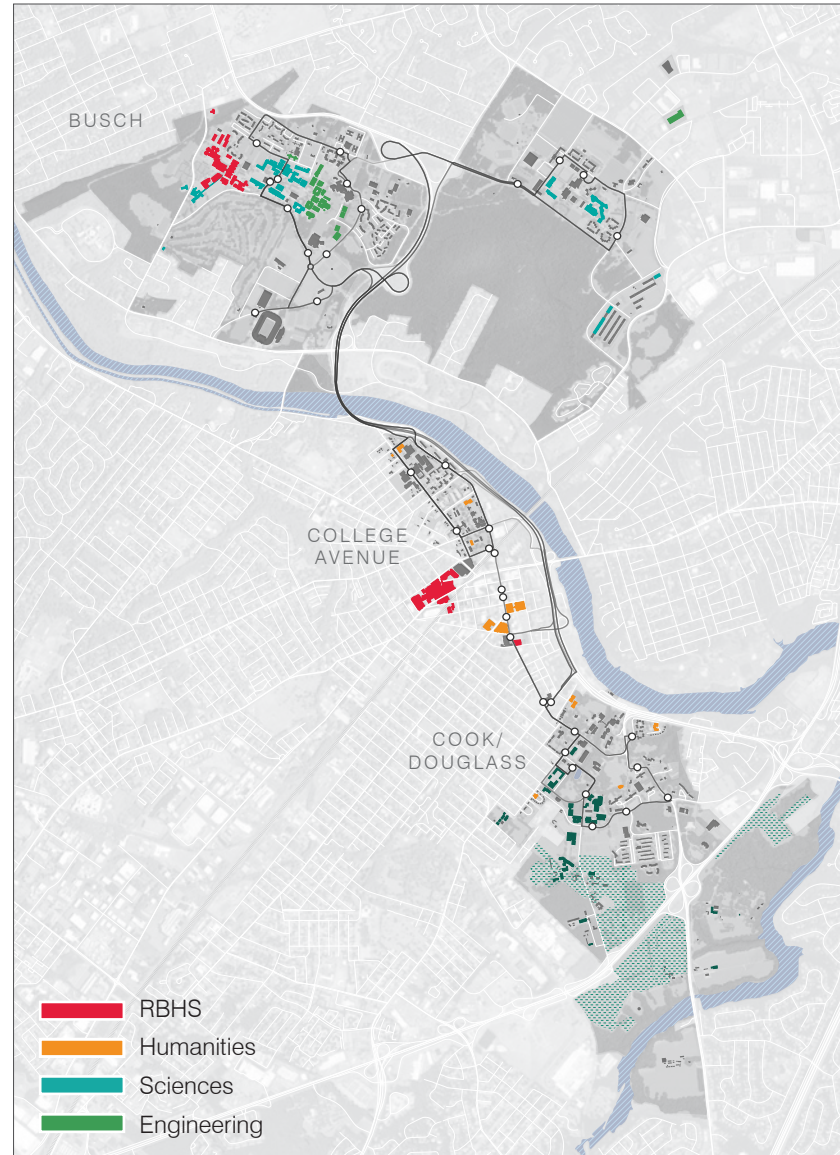 BUSCH
COLLEGE
AVENUE
COOK/
DOUGLASS
RBHS
Humanities
Sciences
Engineering